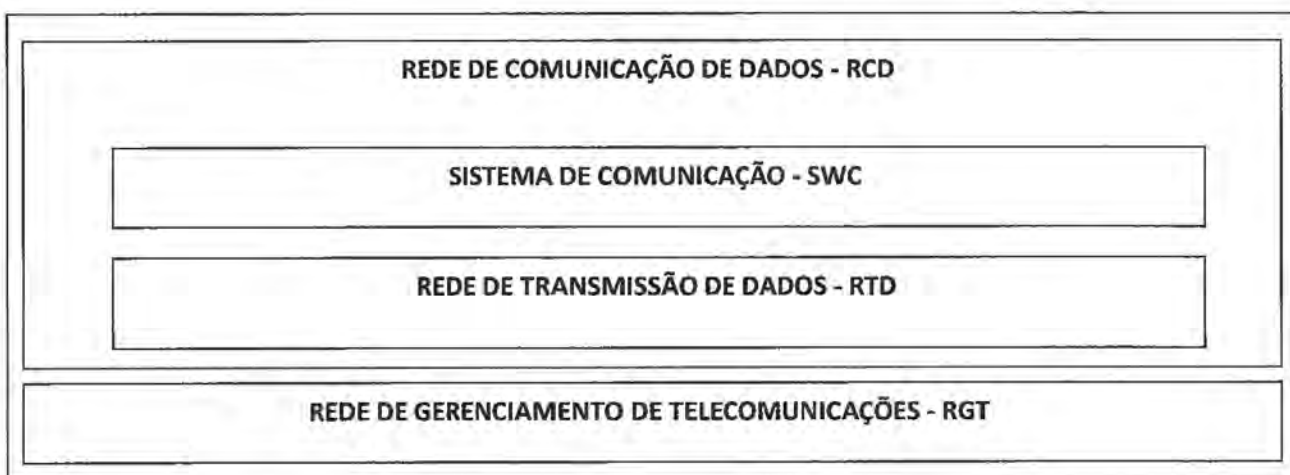 REDE DE COMUNICAÇÃO DE DADOS - RCD
SISTEMA DE COMUNICAÇÃO - SWC
REDE DE TRANSMISSÃO DE DADOS - RTD
REDE DE GERENCIAMENTO DE TELECOMUNICAÇÕES - RGT